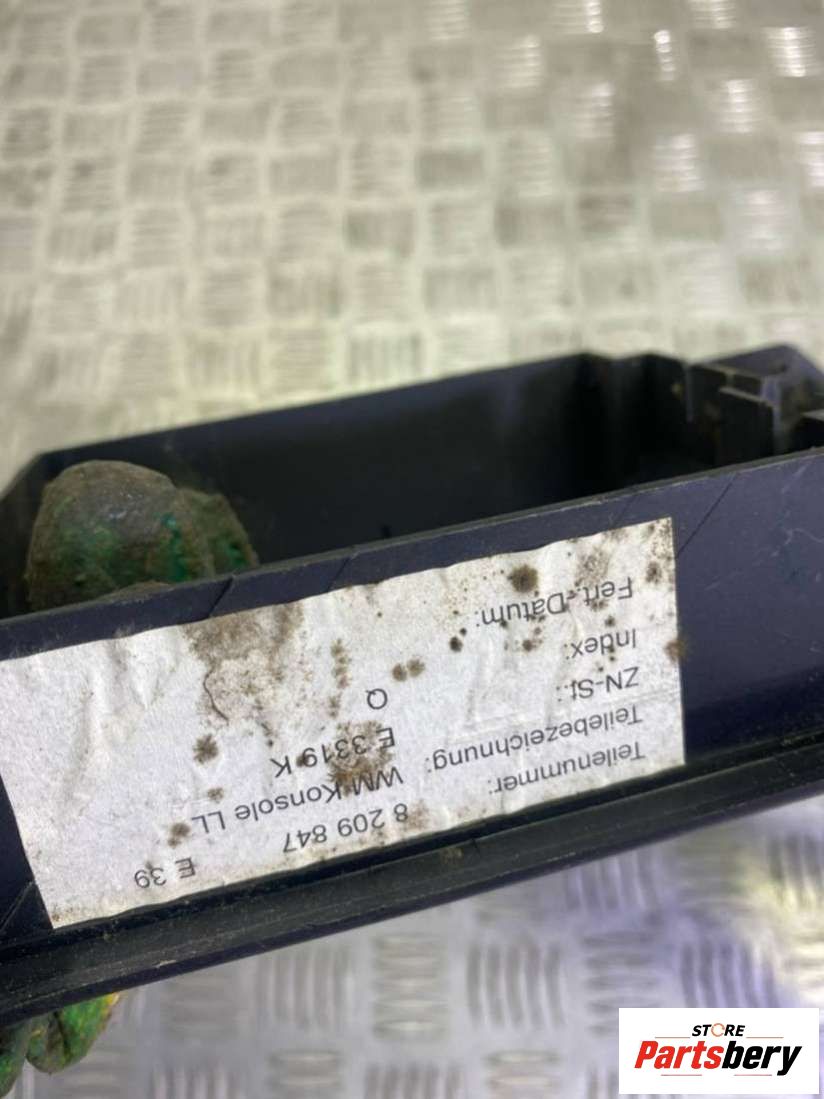 Teilenummer: 8 209 847 E 39
Teilebezeichnung: WM Konsole LL
ZN-St.: E 3319 K
Index: Q
Fert.-Datum:
STORE
Partsbery